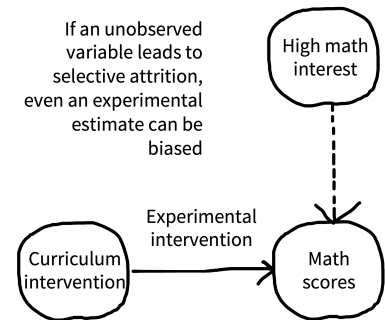 If an unobserved
variable leads to
selective attrition,
even an experimental
estimate can be
biased
High math
interest
Experimental
intervention
Curriculum
intervention
Math
scores